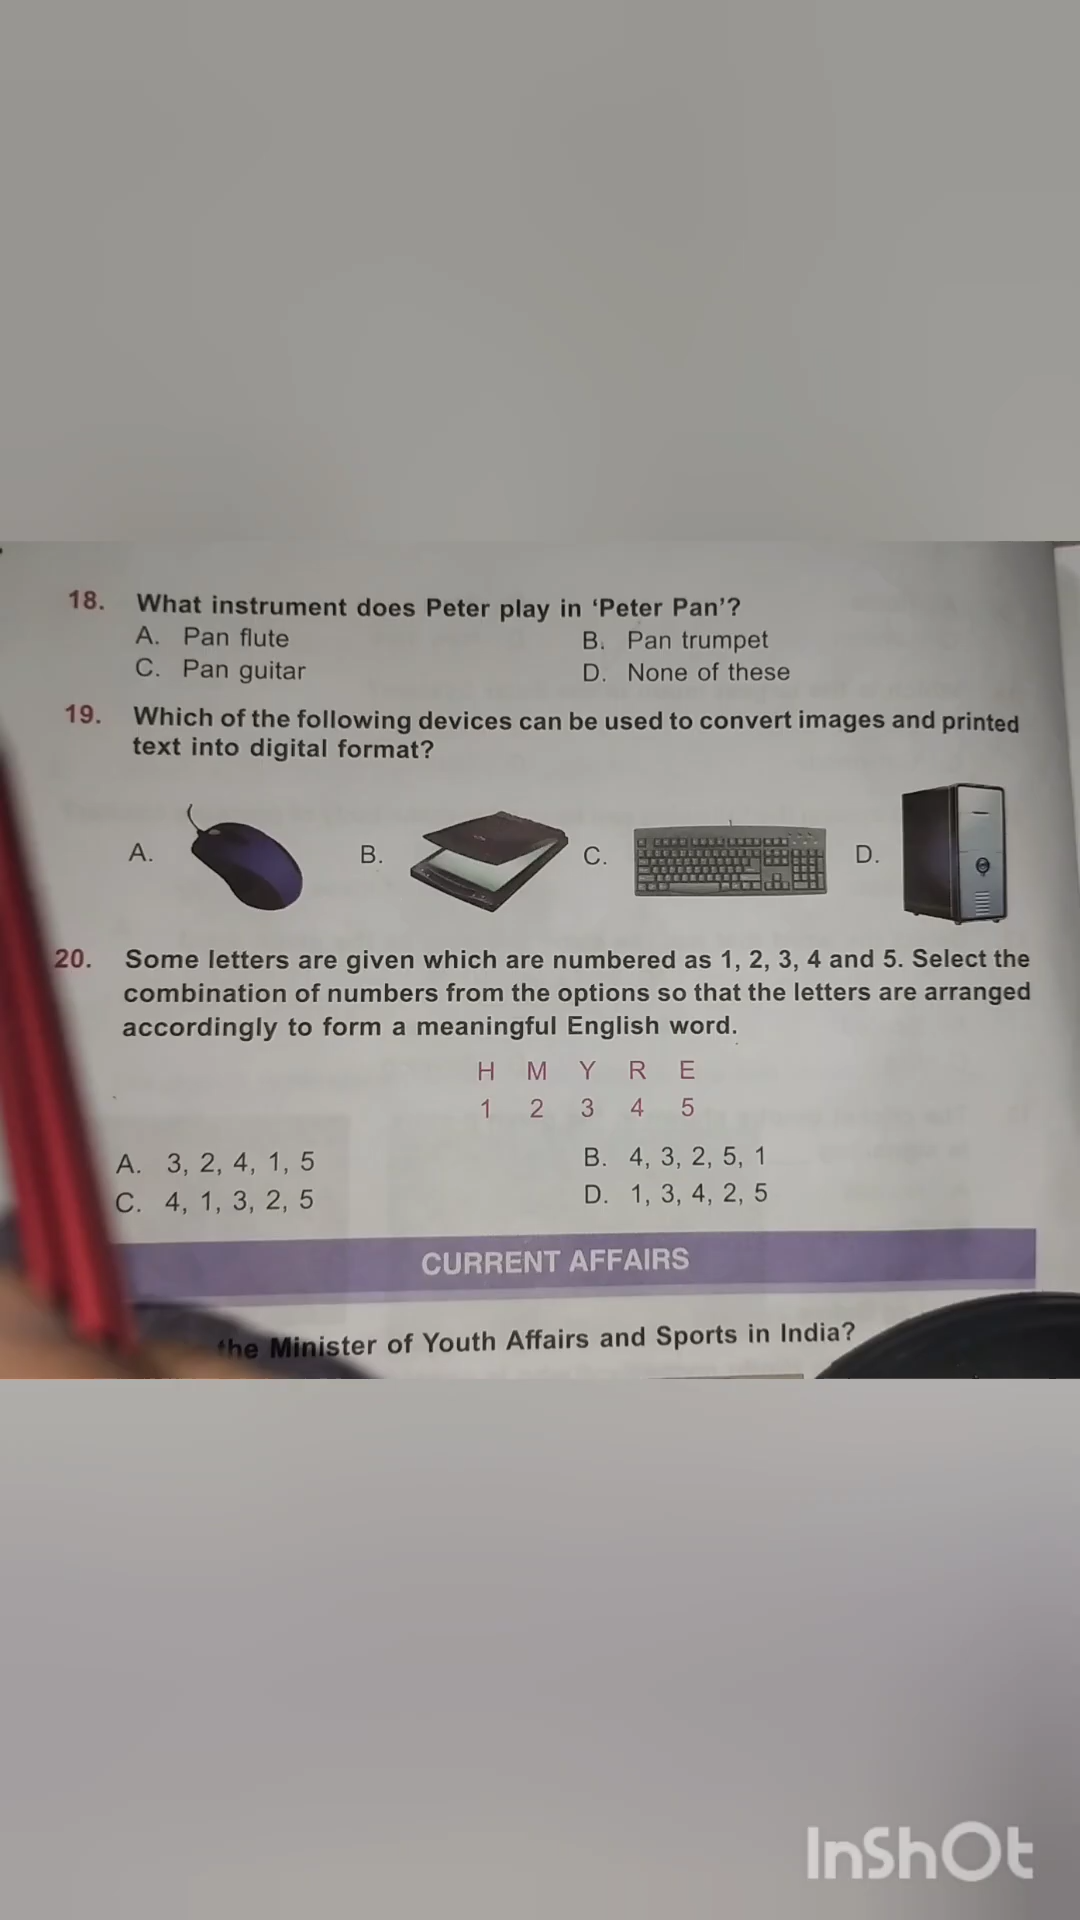 18. What instrument does Peter play in ‘Peter Pan’?
A. Pan flute B. Pan trumpet
C. Pan guitar D. None of these
19. Which of the following devices can be used to convert images and printed
text into digital format?
A. B. C. D.
20. Some letters are given which are numbered as 1, 2, 3, 4 and 5. Select the
combination of numbers from the options so that the letters are arranged
accordingly to form a meaningful English word.
H M Y R E
1 2 3 4 5
A. 3, 2, 4, 1, 5 B. 4, 3, 2, 5, 1
C. 4, 1, 3, 2, 5 D. 1, 3, 4, 2, 5
CURRENT AFFAIRS
the Minister of Youth Affairs and Sports in India?
InShOt